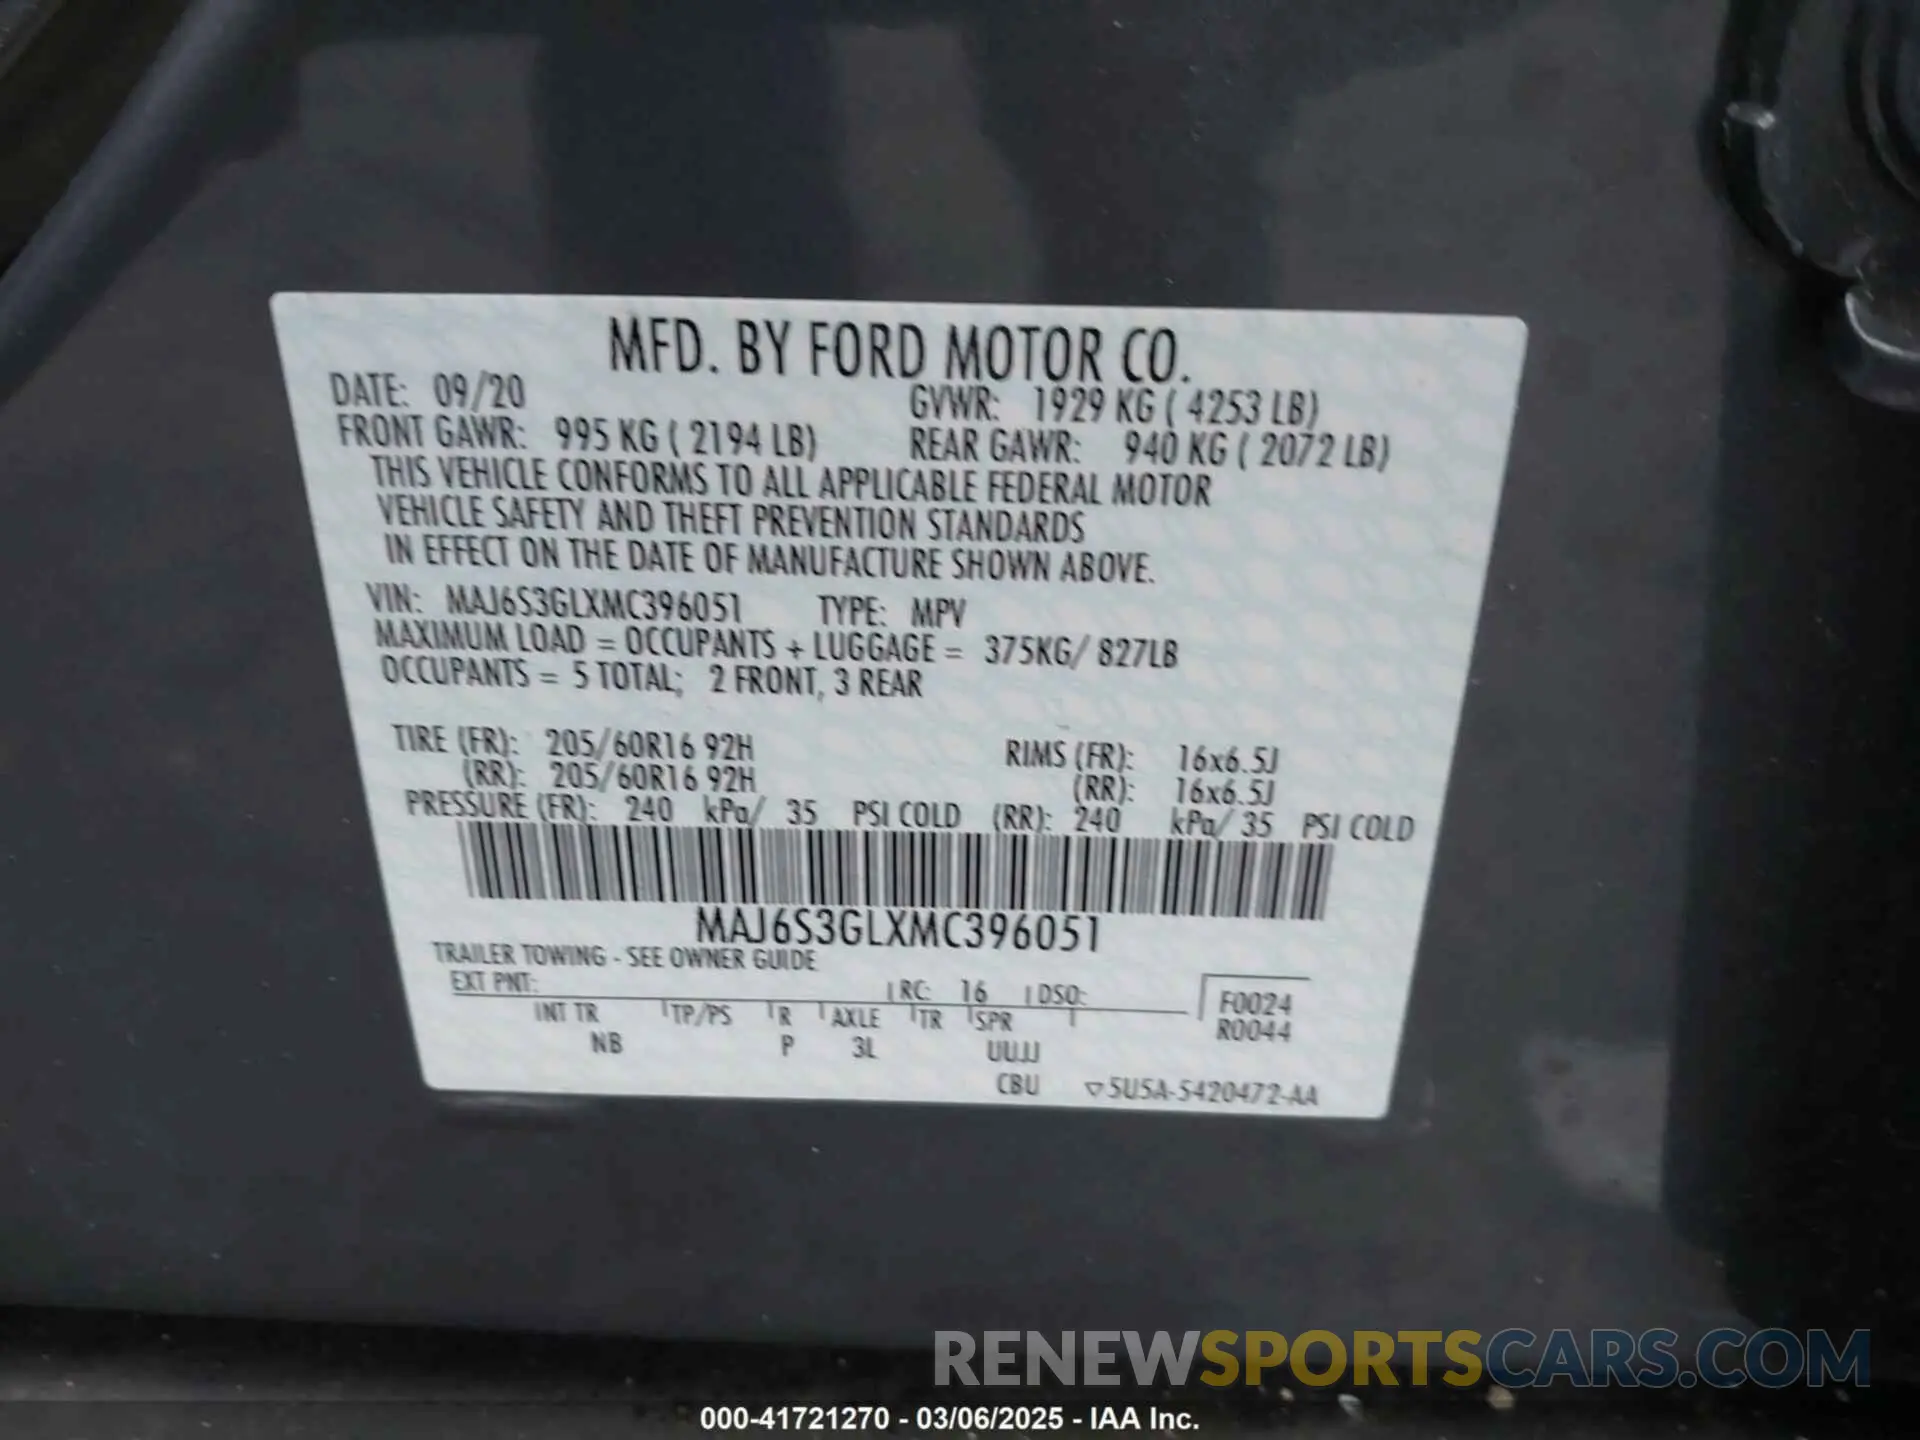 MFD. BY FORD MOTOR CO.
DATE: 09/20 GVWR: 1929 KG ( 4253 LB)
FRONT GAWR: 995 KG ( 2194 LB) REAR GAWR: 940 KG ( 2072 LB)
THIS VEHICLE CONFORMS TO ALL APPLICABLE FEDERAL MOTOR
VEHICLE SAFETY AND THEFT PREVENTION STANDARDS
IN EFFECT ON THE DATE OF MANUFACTURE SHOWN ABOVE.
VIN: MAJ6S3GLXMC396051 TYPE: MPV
MAXIMUM LOAD = OCCUPANTS + LUGGAGE = 375KG/ 827LB
OCCUPANTS = 5 TOTAL; 2 FRONT, 3 REAR
TIRE (FR): 205/60R16 92H RIMS (FR): 16x6.5J
(RR): 205/60R16 92H (RR): 16x6.5J
PRESSURE (FR): 240 kPa/ 35 PSI COLD (RR): 240 kPa/ 35 PSI COLD
MAJ6S3GLXMC396051
TRAILER TOWING - SEE OWNER GUIDE
EXT PNT: RC: 16 DSO: F0024
INT TR TP/PS R AXLE TR SPR R0044
NB P 3L UUJJ
CBU ▽5U5A-5420472-AA
RENEWSPORTSCARS.COM
000-41721270 - 03/06/2025 - IAA Inc.